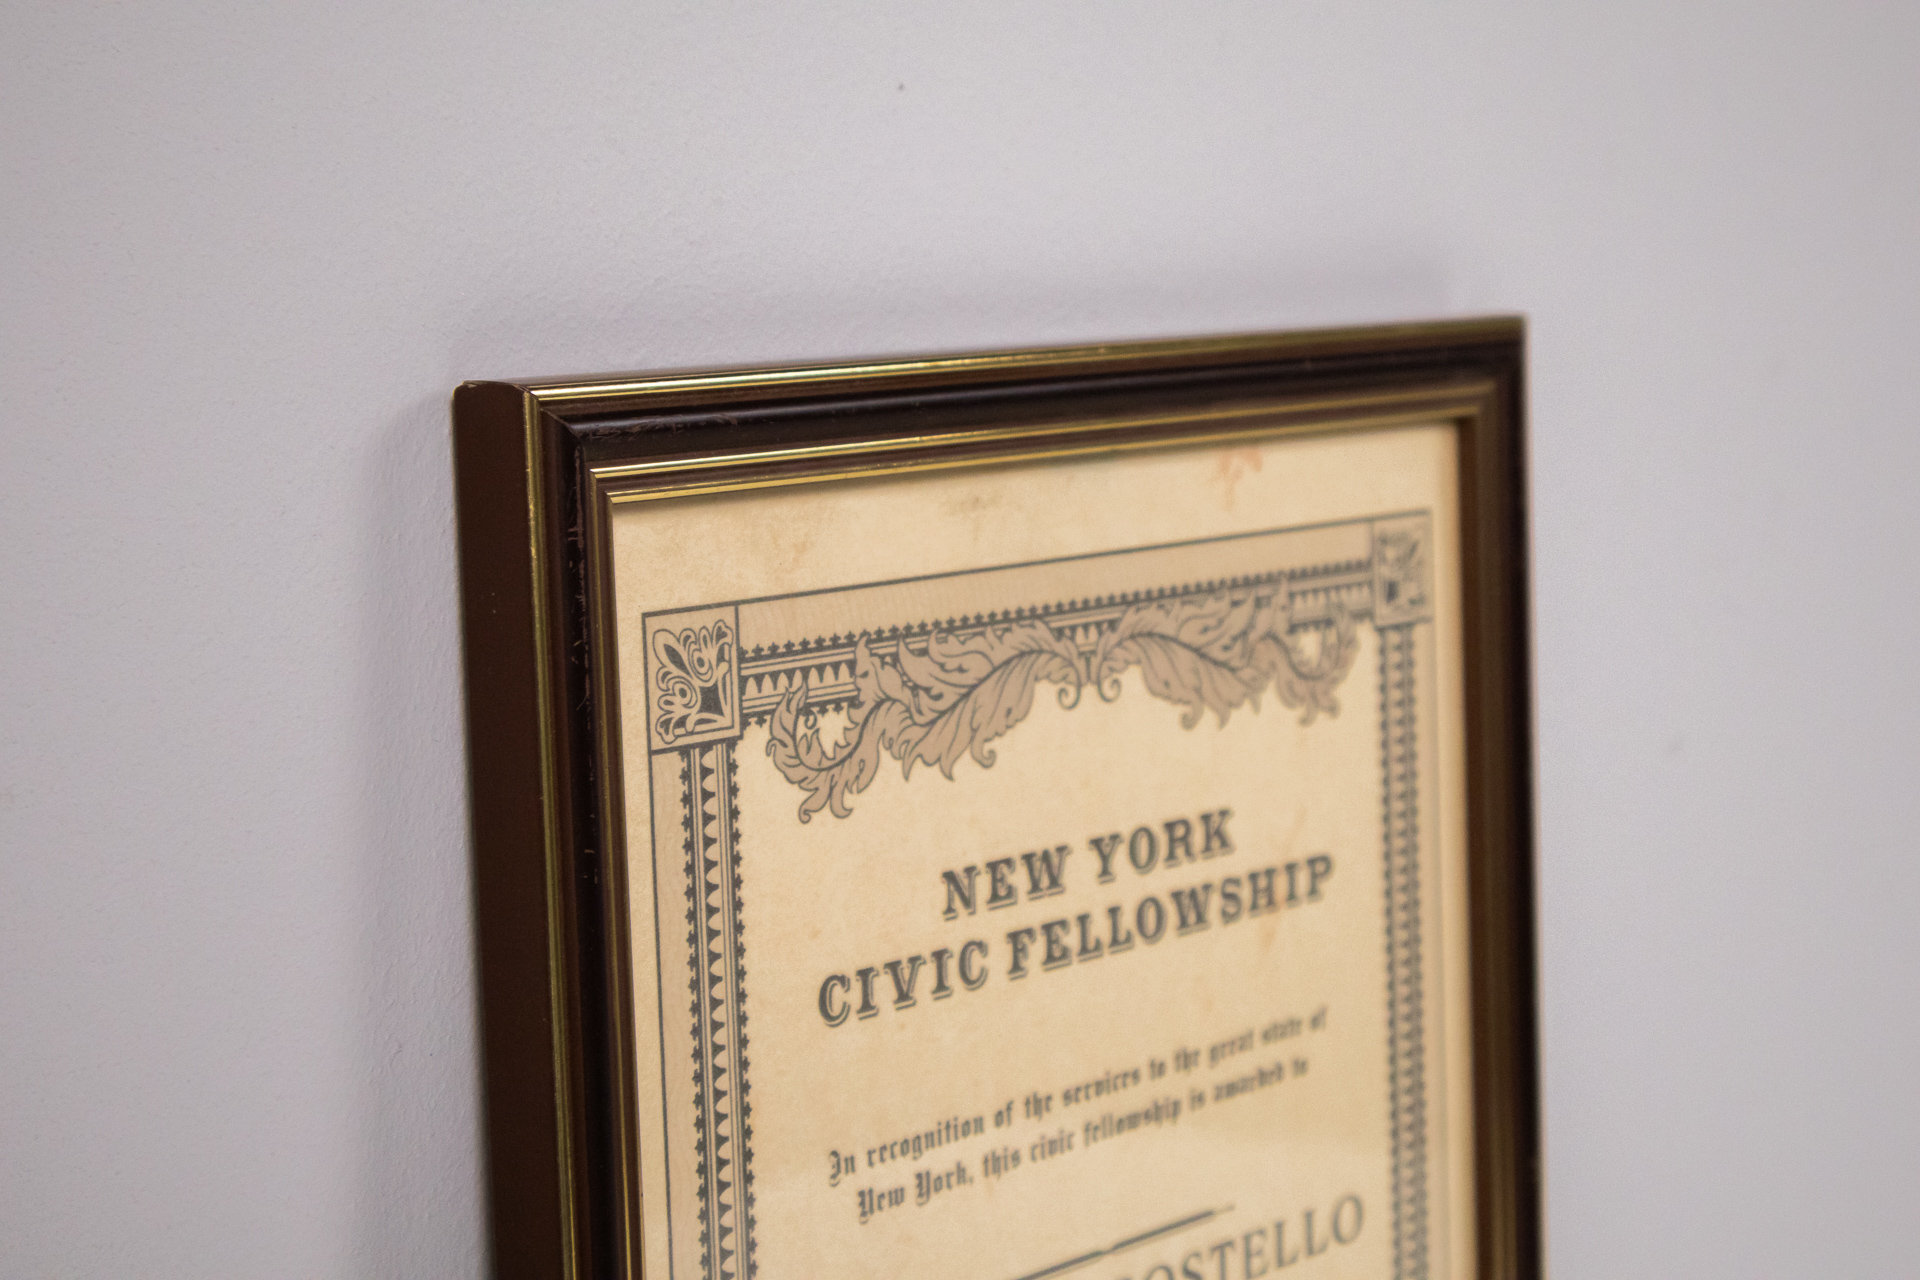 NEW YORK
CIVIC FELLOWSHIP
In recognition of the services to the great state of
New York, this civic fellowship is awarded to